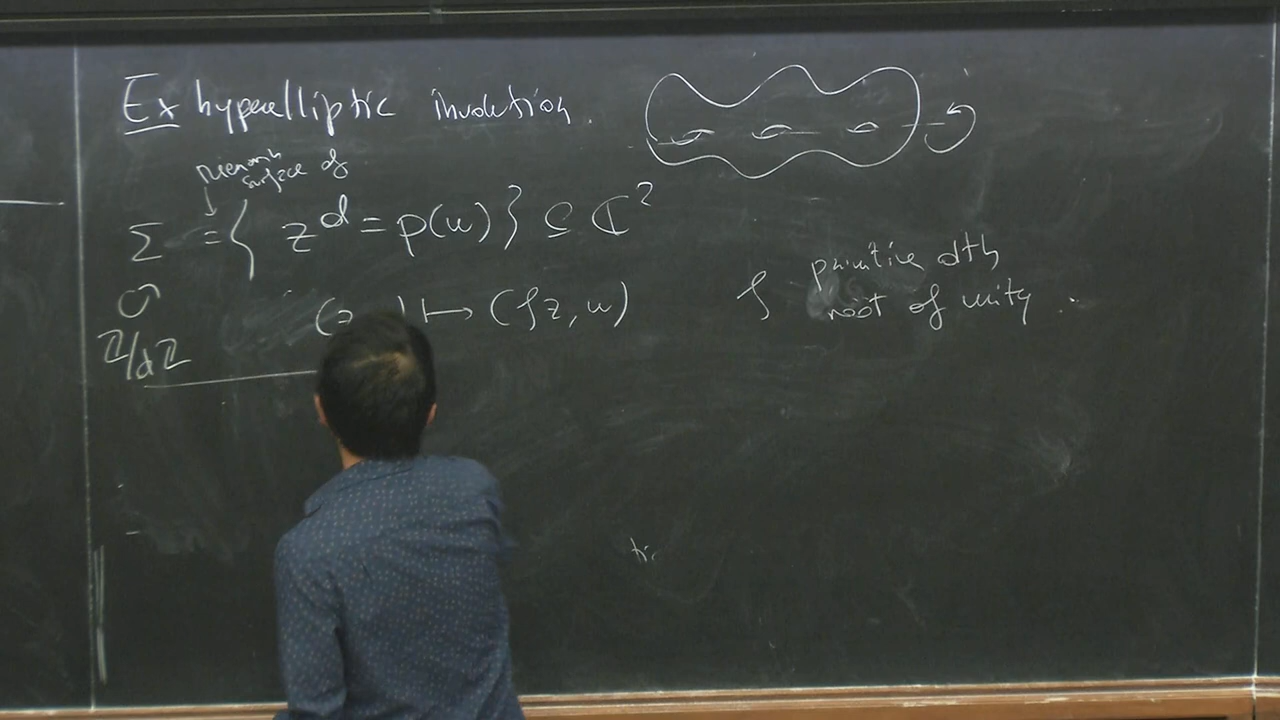 Ex hyperelliptic involution.
Riemann
surface of
Σ = { z^d = p(w) } ⊆ ℂ²
primitive dth
(z ) ↦ (ζz, w) ζ root of unity.
ℤ/dℤ